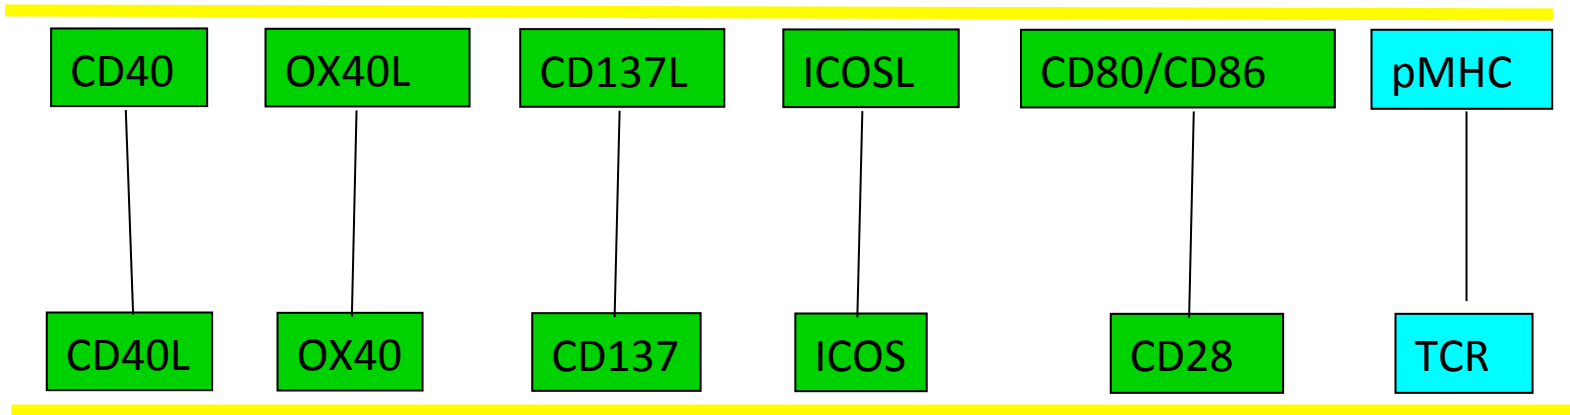 CD40 OX40L CD137L ICOSL CD80/CD86 pMHC
CD40L OX40 CD137 ICOS CD28 TCR